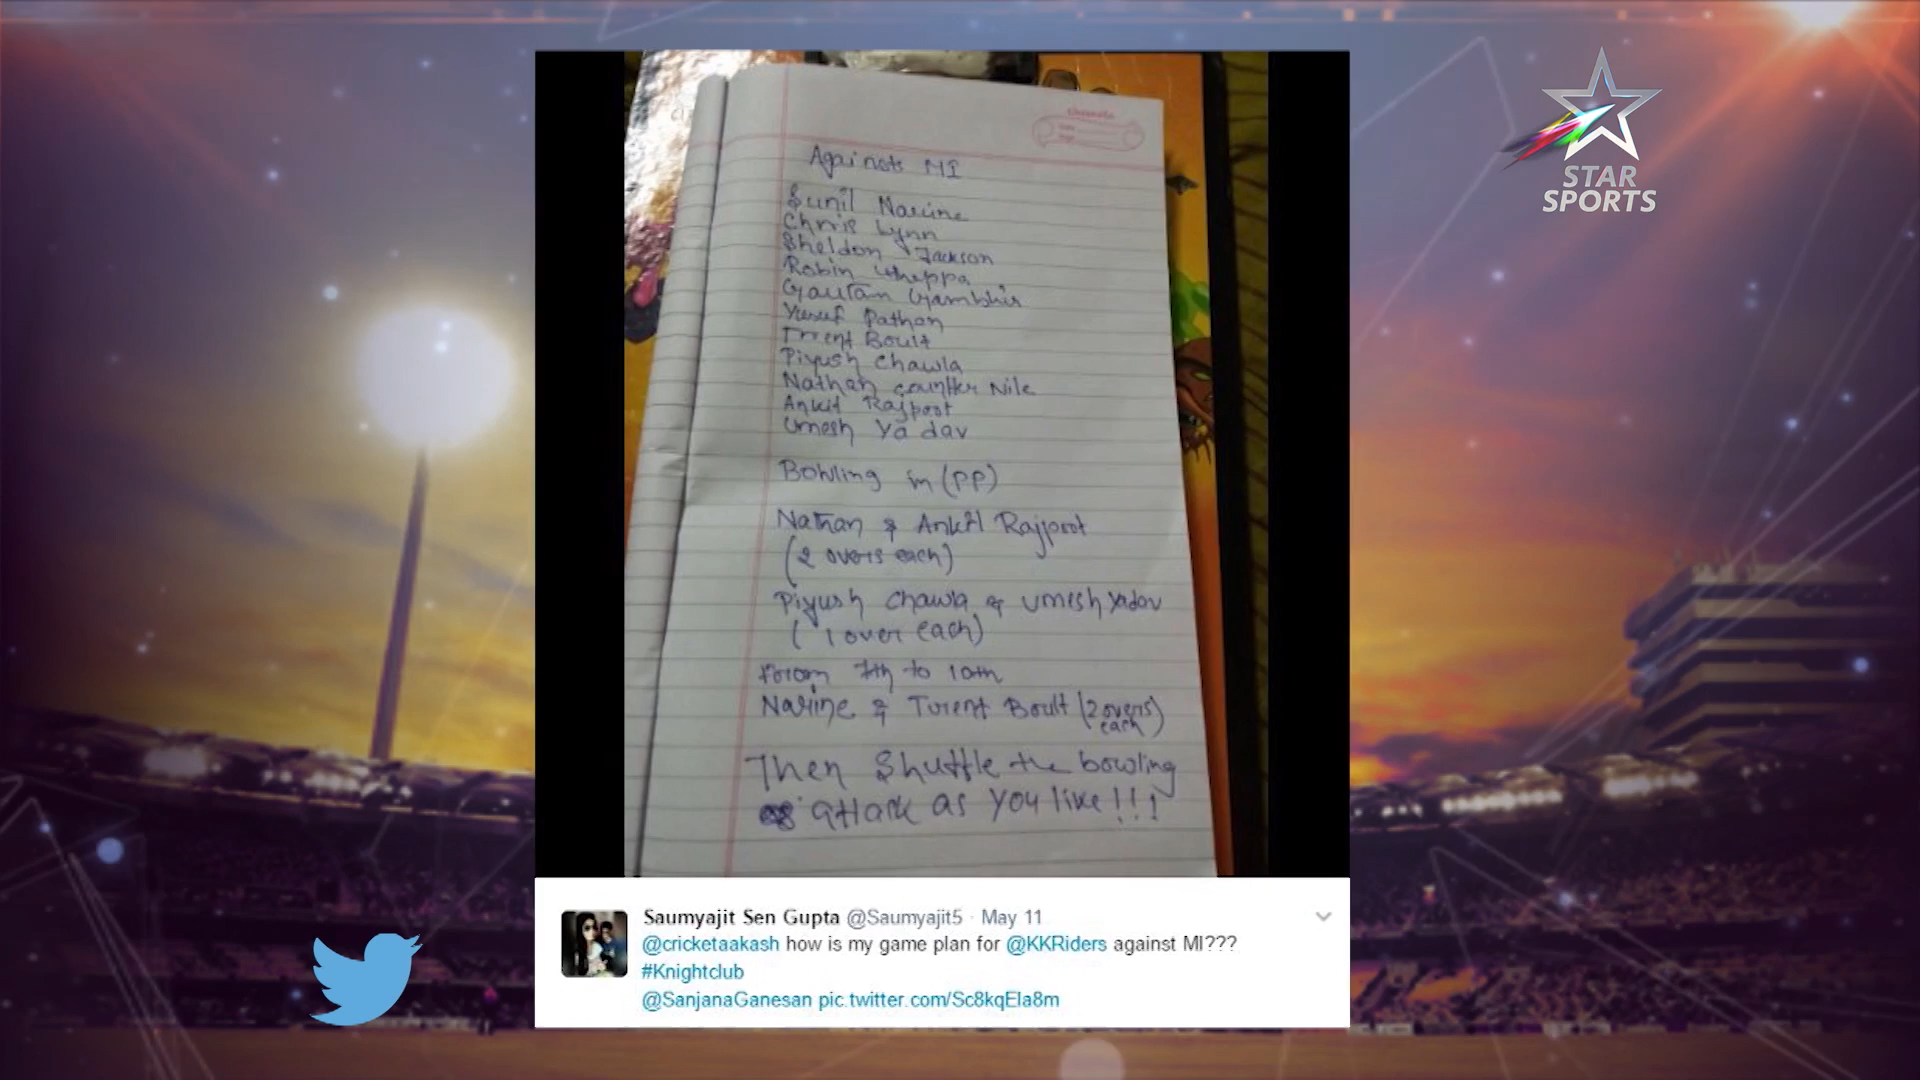 STAR
SPORTS
Againsts MI
Sunil Narine
Chris Lynn
Sheldon Jackson
Robin Uthappa
Gautam Gambhir
Yusuf Pathan
Trent Boult
Piyush Chawla
Nathan counlter Nile
Ankit Rajpoot
Umesh Yadav
Bowling in (PP)
Nathan & Ankit Rajpoot
(2 overs each)
Piyush Chawla & Umesh Yadav
(1 over each)
From 7th to 10th
Narine & Trent Boult (2 overs
each)
Then Shuffle the bowling
attack as you like!!!
Saumyajit Sen Gupta @Saumyajit5 · May 11
@cricketaakash how is my game plan for @KKRiders against MI???
#Knightclub
@SanjanaGanesan pic.twitter.com/Sc8kqEla8m